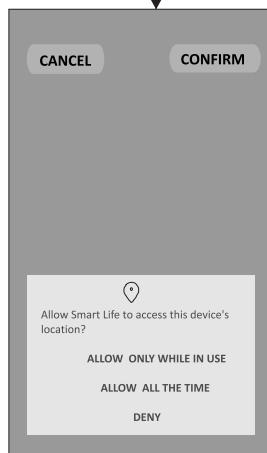 CANCEL
CONFIRM
Allow Smart Life to access this device's
location?
ALLOW ONLY WHILE IN USE
ALLOW ALL THE TIME
DENY